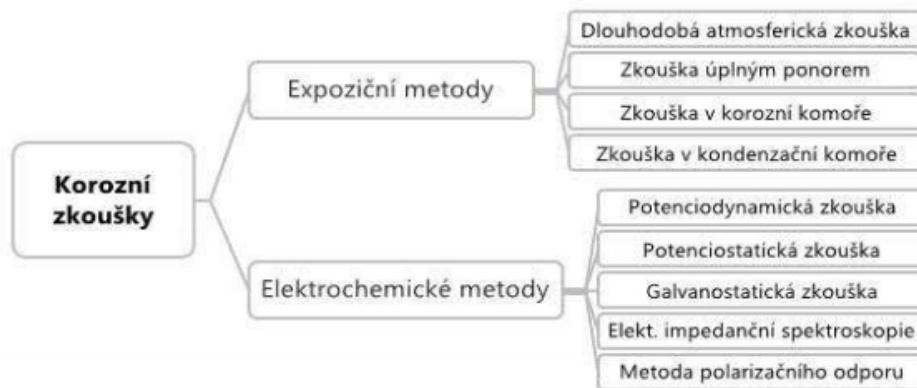 Korozní
zkoušky
Expoziční metody
Dlouhodobá atmosferická zkouška
Zkouška úplným ponorem
Zkouška v korozní komoře
Zkouška v kondenzační komoře
Elektrochemické metody
Potenciodynamická zkouška
Potenciostatická zkouška
Galvanostatická zkouška
Elekt. impedanční spektroskopie
Metoda polarizačního odporu